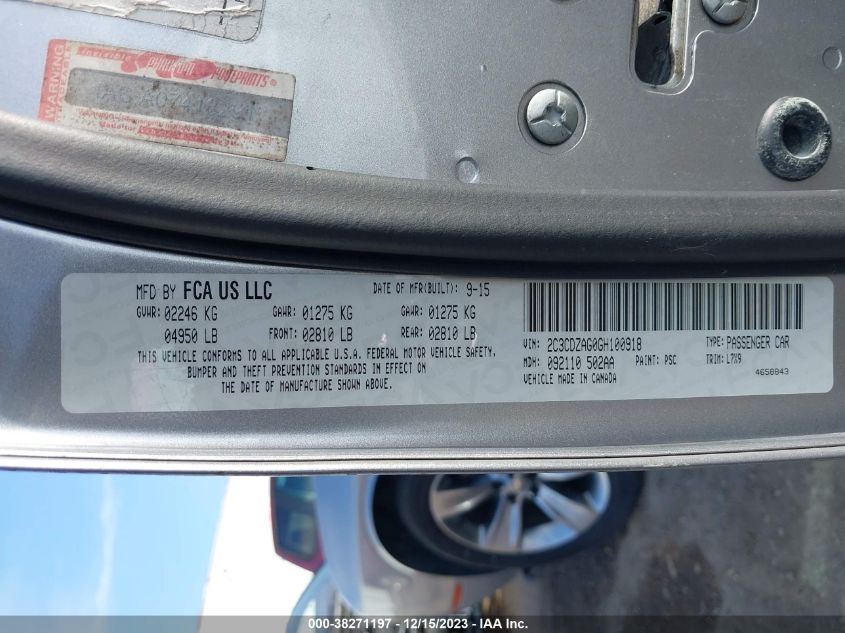 WARNING
PHANTOM FOOTPRINTS®
MFD BY FCA US LLC DATE OF MFR(BUILT): 9-15
GVWR: 02246 KG GAWR: 01275 KG GAWR: 01275 KG
04950 LB FRONT: 02810 LB REAR: 02810 LB
THIS VEHICLE CONFORMS TO ALL APPLICABLE U.S.A. FEDERAL MOTOR VEHICLE SAFETY,
BUMPER AND THEFT PREVENTION STANDARDS IN EFFECT ON
THE DATE OF MANUFACTURE SHOWN ABOVE.
VIN: 2C3CDZAG0GH100918 TYPE: PASSENGER CAR
MDH: 092110 502AA PAINT: PSC TRIM: L7X9
VEHICLE MADE IN CANADA 4658843
000-38271197 - 12/15/2023 - IAA Inc.